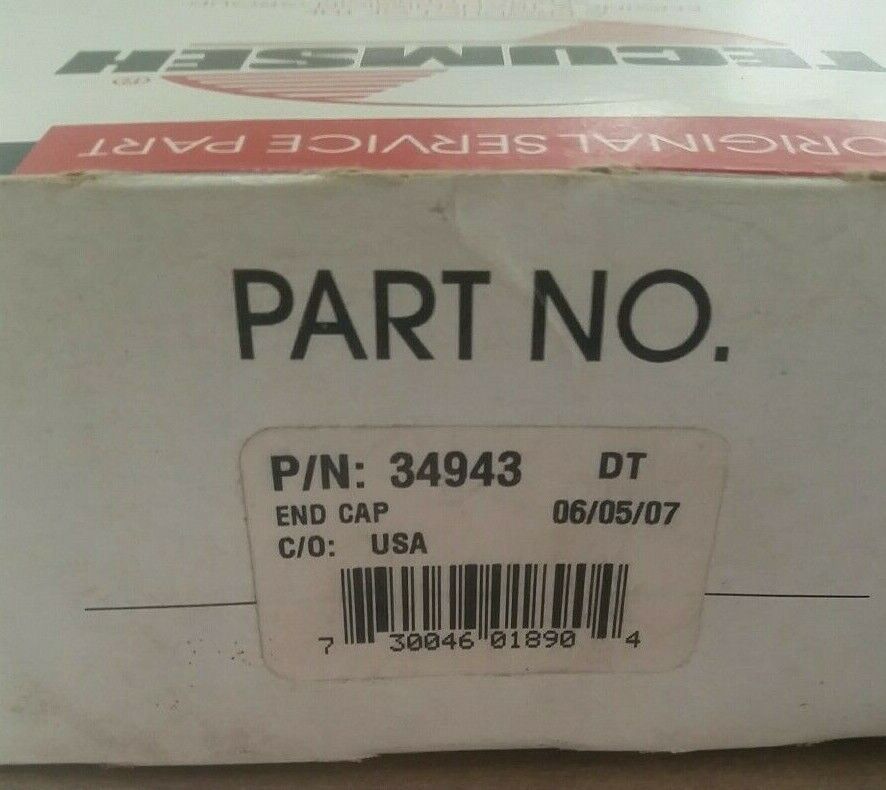 TECUMSEH®
ORIGINAL SERVICE PART
PART NO.
P/N: 34943 DT
END CAP 06/05/07
C/O: USA
7 30046 01890 4